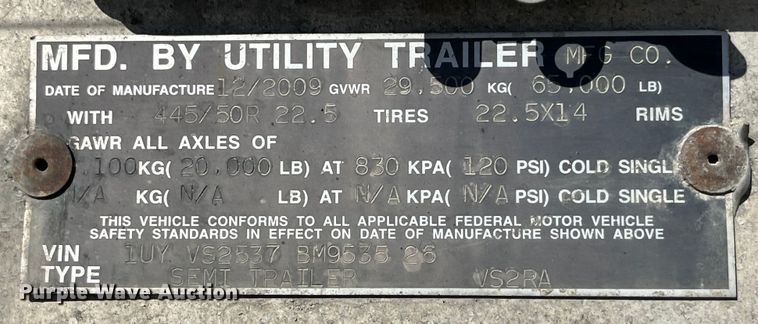 MFD. BY UTILITY TRAILER MFG CO.
DATE OF MANUFACTURE 12/2009 GVWR 29,500 KG( 65,000 LB)
WITH 445/50R 22.5 TIRES 22.5X14 RIMS
GAWR ALL AXLES OF
,100KG( 20,000 LB) AT 830 KPA( 120 PSI) COLD SINGLE
N/A KG( N/A LB) AT N/A KPA( N/A PSI) COLD SINGLE
THIS VEHICLE CONFORMS TO ALL APPLICABLE FEDERAL MOTOR VEHICLE
SAFETY STANDARDS IN EFFECT ON DATE OF MANUFACTURE SHOWN ABOVE
VIN 1UY VS2537 8M9535 26
TYPE SEMI TRAILER VS2RA
Purple Wave Auction